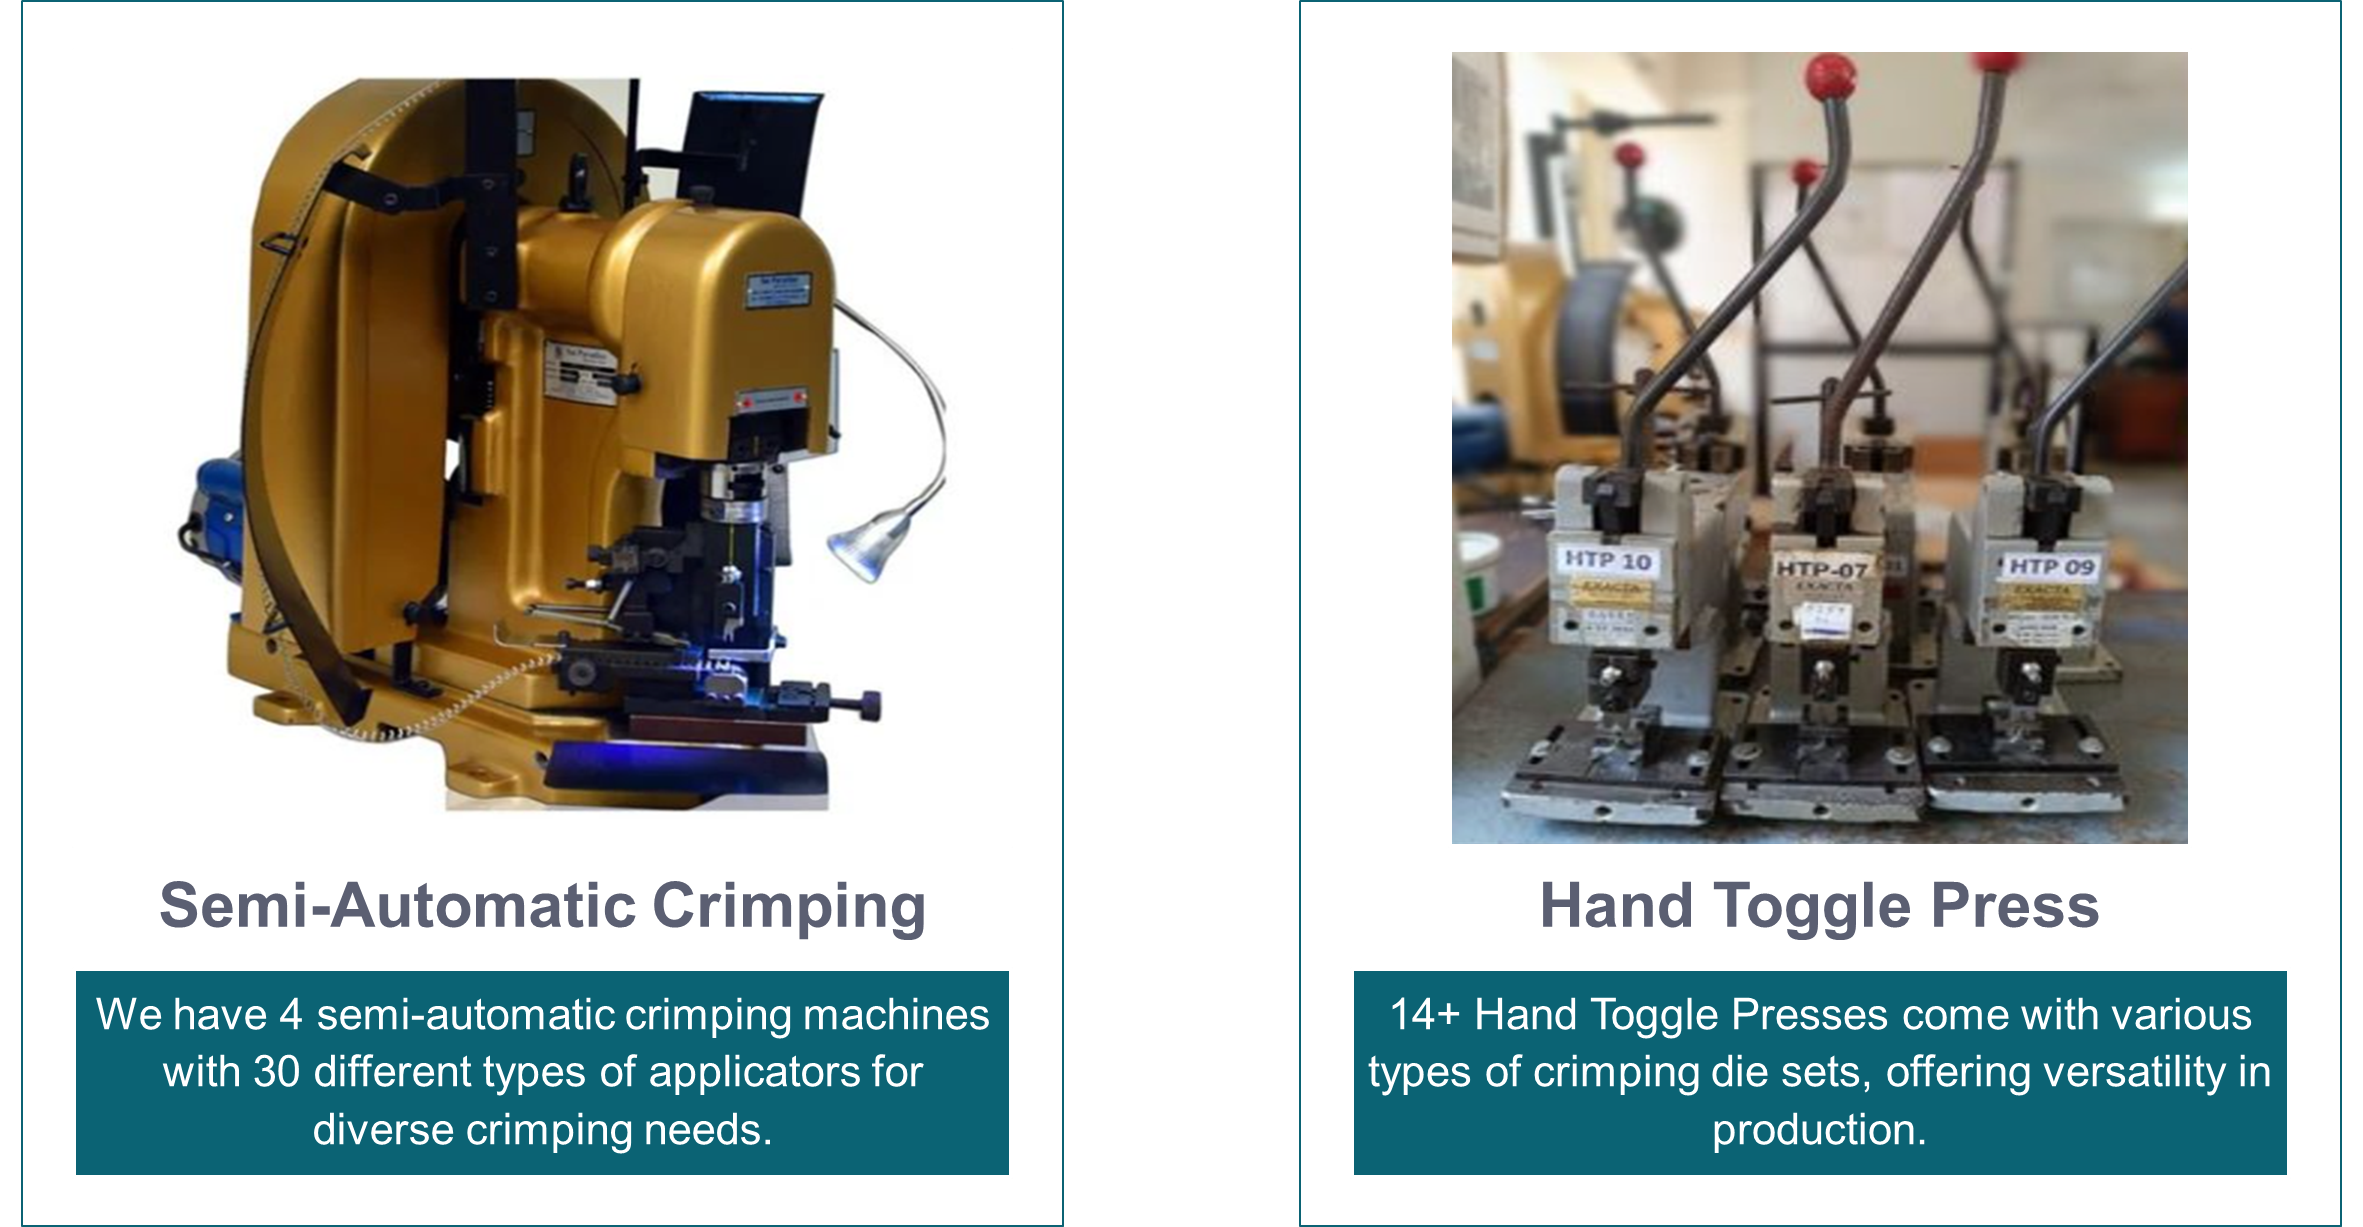 Semi-Automatic Crimping
We have 4 semi-automatic crimping machines
with 30 different types of applicators for
diverse crimping needs.
HTP 10
EXACTA
HTP-07
EXACTA
HTP 09
EXACTA
Hand Toggle Press
14+ Hand Toggle Presses come with various
types of crimping die sets, offering versatility in
production.